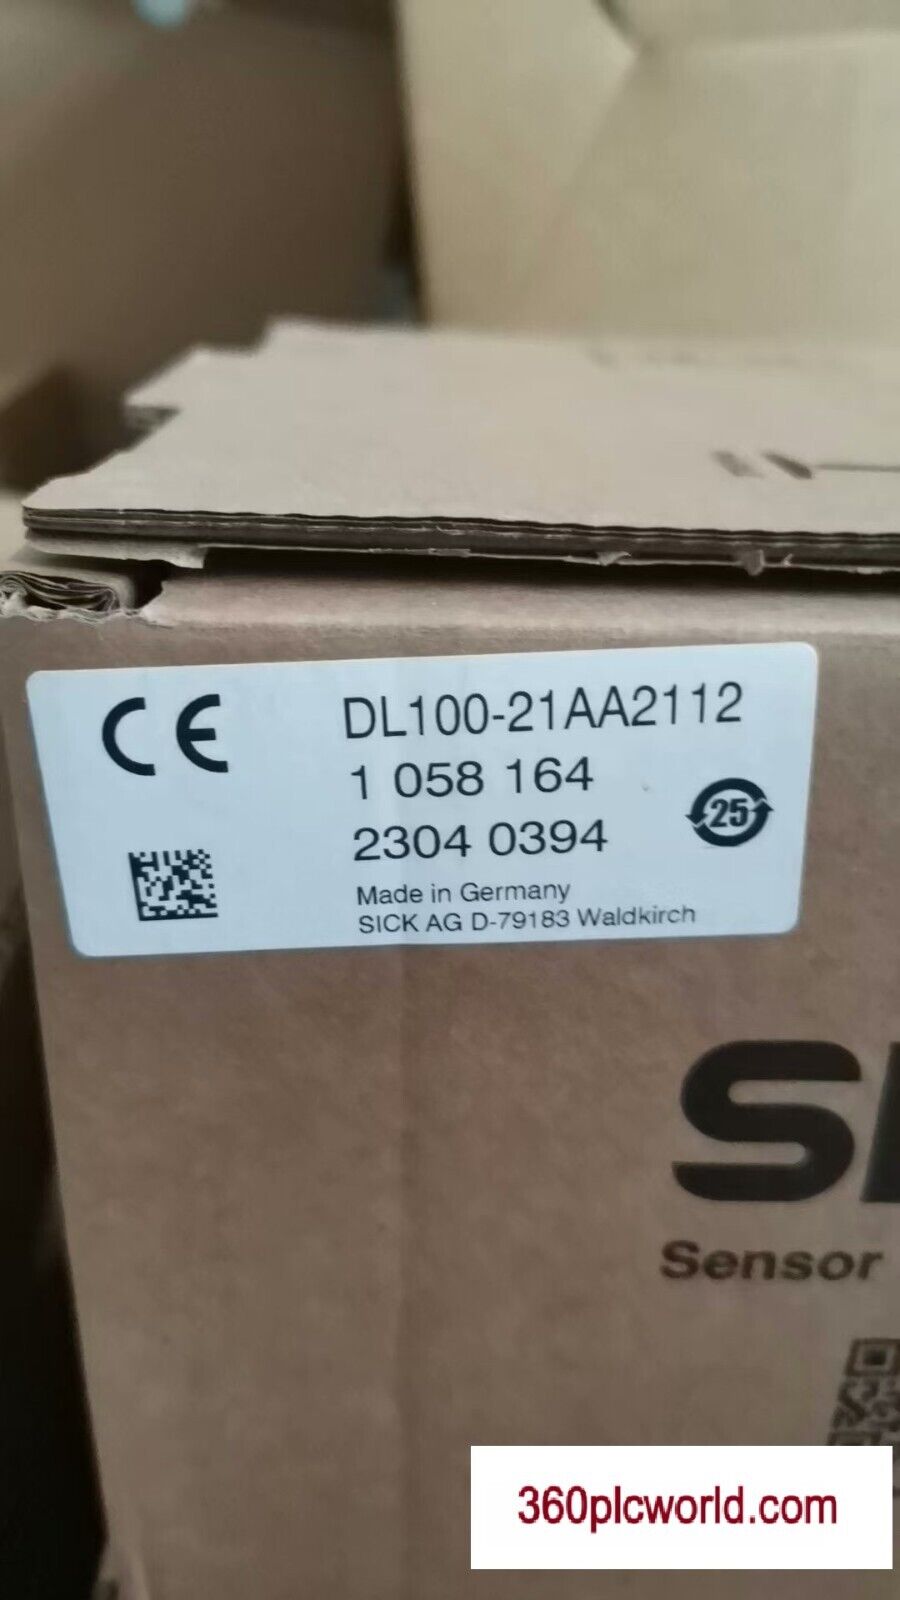 CE
DL100-21AA2112
1 058 164
2304 0394
25
Made in Germany
SICK AG D-79183 Waldkirch
Sensor
360plcworld.com